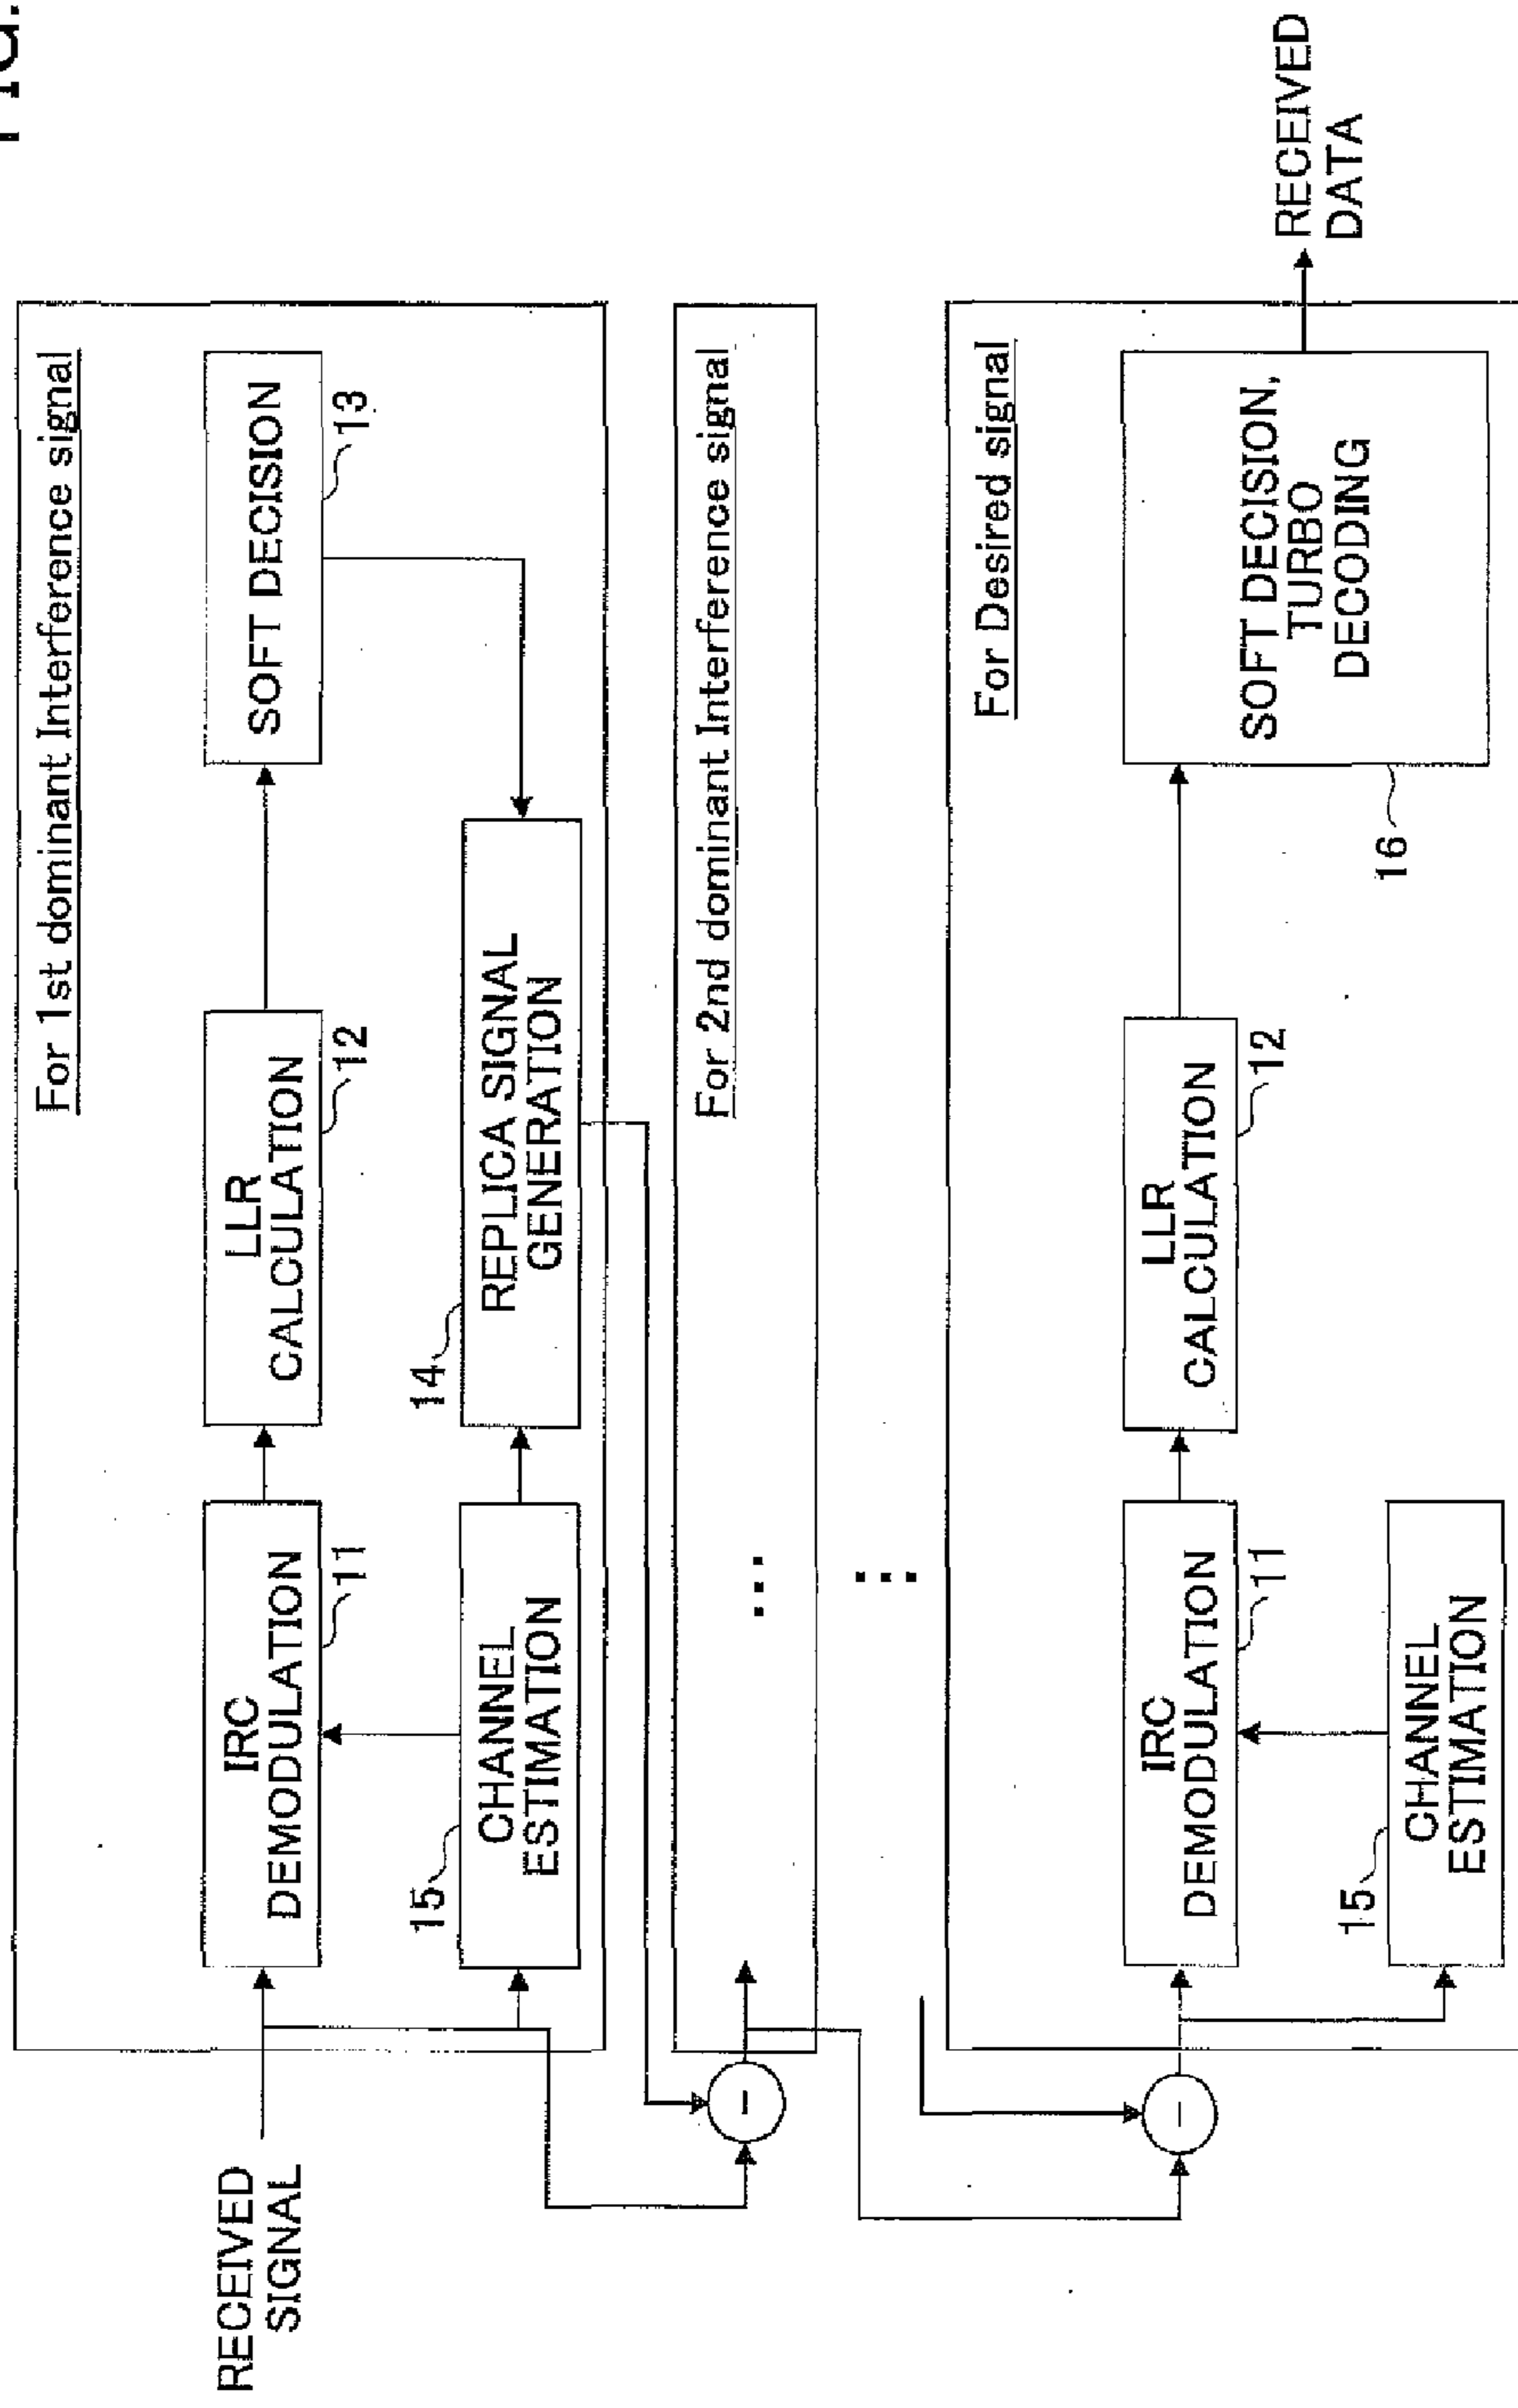 For 1st dominant Interference signal
RECEIVED
SIGNAL
IRC
DEMODULATION
11
LLR
CALCULATION
12
SOFT DECISION
13
15
CHANNEL
ESTIMATION
14
REPLICA SIGNAL
GENERATION
For 2nd dominant Interference signal
...
...
For Desired signal
IRC
DEMODULATION
11
LLR
CALCULATION
12
SOFT DECISION,
TURBO
DECODING
16
15
CHANNEL
ESTIMATION
RECEIVED
DATA